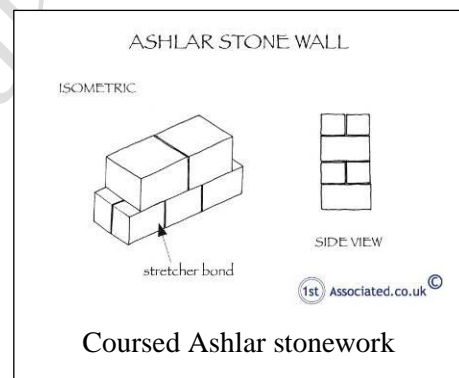 ASHLAR STONE WALL
ISOMETRIC
SIDE VIEW
stretcher bond
1st Associated.co.uk ©
Coursed Ashlar stonework